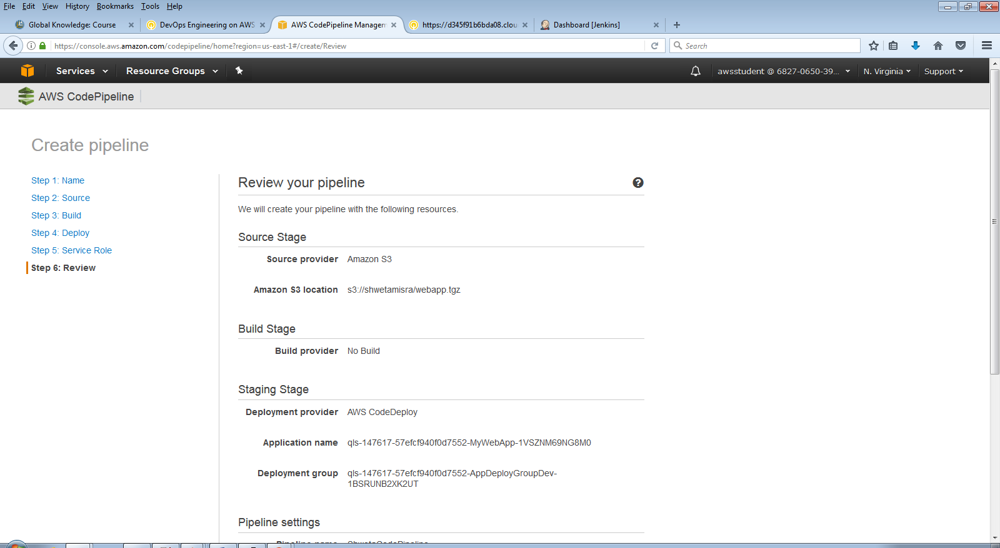 File Edit View History Bookmarks Tools Help
Global Knowledge: Course
DevOps Engineering on AWS
AWS CodePipeline Managem
https://d345f91b6bda08.clou
Dashboard [Jenkins]
https://console.aws.amazon.com/codepipeline/home?region=us-east-1#/create/Review
Search
Services Resource Groups
awsstudent @ 6827-0650-39... N. Virginia Support
AWS CodePipeline
Create pipeline
Step 1: Name
Step 2: Source
Step 3: Build
Step 4: Deploy
Step 5: Service Role
Step 6: Review
Review your pipeline
We will create your pipeline with the following resources.
Source Stage
Source provider Amazon S3
Amazon S3 location s3://shwetamisra/webapp.tgz
Build Stage
Build provider No Build
Staging Stage
Deployment provider AWS CodeDeploy
Application name qls-147617-57efcf940f0d7552-MyWebApp-1VSZNM69NG8M0
Deployment group qls-147617-57efcf940f0d7552-AppDeployGroupDev-
1BSRUNB2XK2UT
Pipeline settings
Pipeline name ShwetaCodePipeline